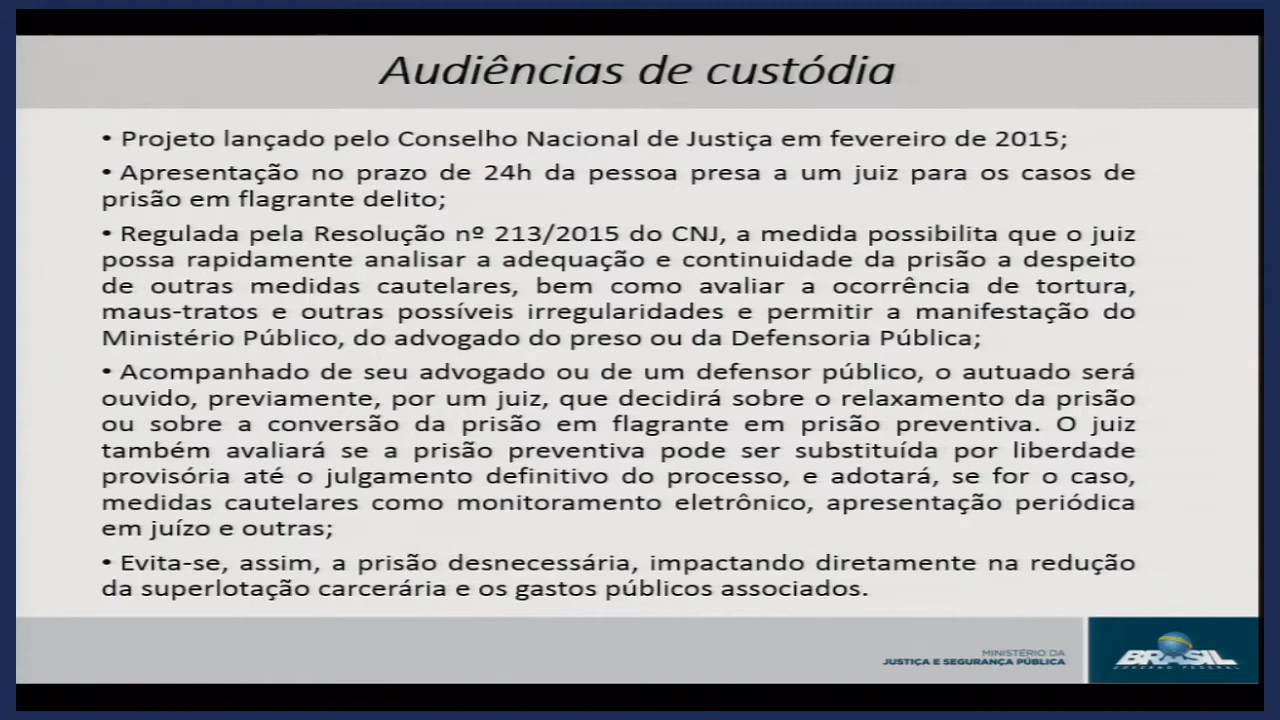 Audiências de custódia
• Projeto lançado pelo Conselho Nacional de Justiça em fevereiro de 2015;
• Apresentação no prazo de 24h da pessoa presa a um juiz para os casos de
prisão em flagrante delito;
• Regulada pela Resolução nº 213/2015 do CNJ, a medida possibilita que o juiz
possa rapidamente analisar a adequação e continuidade da prisão a despeito
de outras medidas cautelares, bem como avaliar a ocorrência de tortura,
maus-tratos e outras possíveis irregularidades e permitir a manifestação do
Ministério Público, do advogado do preso ou da Defensoria Pública;
• Acompanhado de seu advogado ou de um defensor público, o autuado será
ouvido, previamente, por um juiz, que decidirá sobre o relaxamento da prisão
ou sobre a conversão da prisão em flagrante em prisão preventiva. O juiz
também avaliará se a prisão preventiva pode ser substituída por liberdade
provisória até o julgamento definitivo do processo, e adotará, se for o caso,
medidas cautelares como monitoramento eletrônico, apresentação periódica
em juízo e outras;
• Evita-se, assim, a prisão desnecessária, impactando diretamente na redução
da superlotação carcerária e os gastos públicos associados.
MINISTÉRIO DA
JUSTIÇA E SEGURANÇA PÚBLICA
BRASIL
GOVERNO FEDERAL